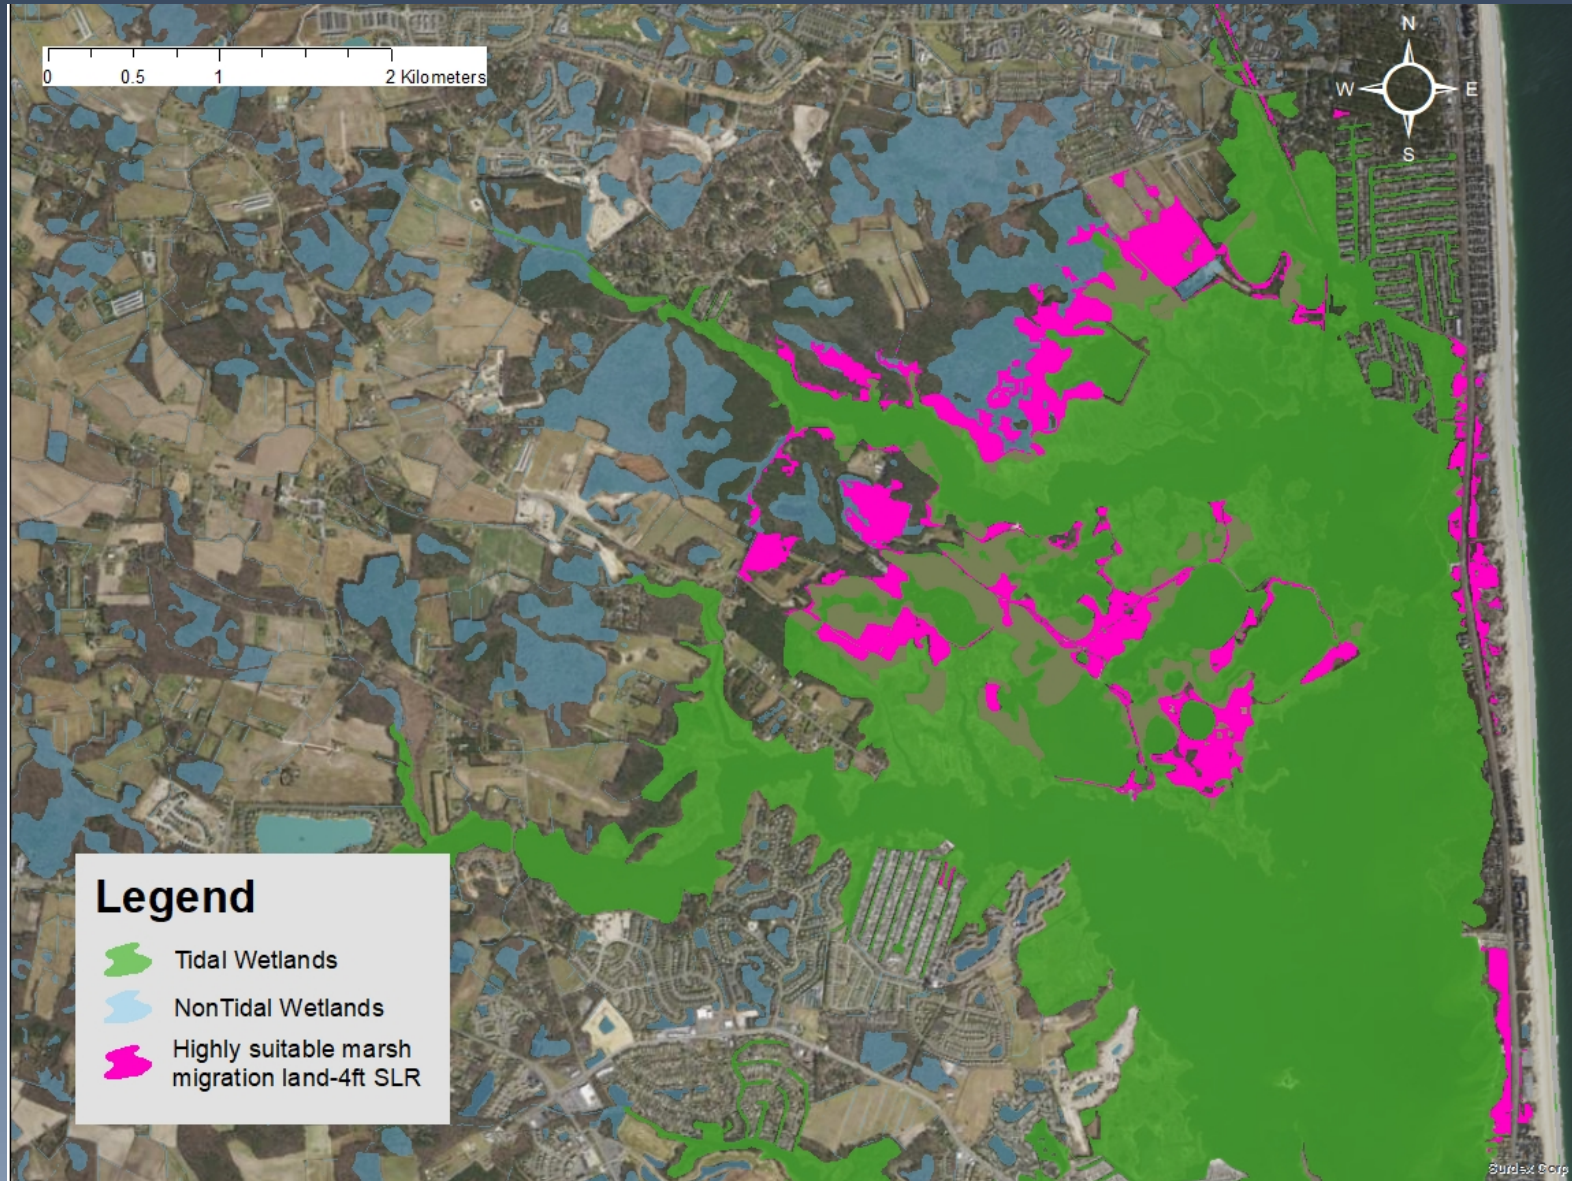 N
W E
S
0 0.5 1 2 Kilometers
Legend
Tidal Wetlands
NonTidal Wetlands
Highly suitable marsh
migration land-4ft SLR
Surdex Corp